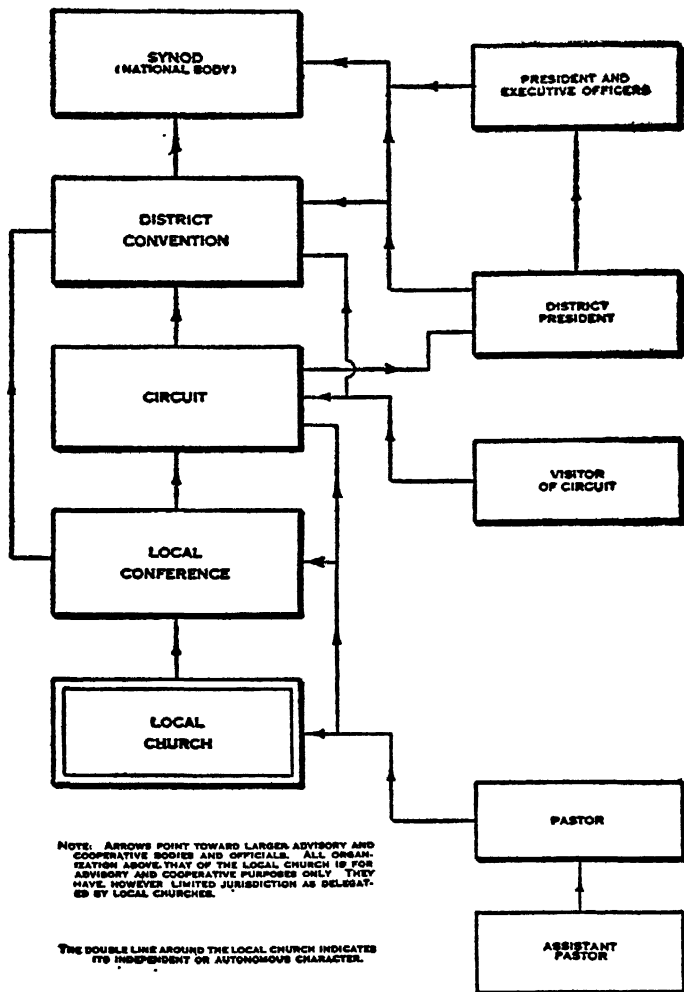 SYNOD
(NATIONAL BODY)
PRESIDENT AND
EXECUTIVE OFFICERS
DISTRICT
CONVENTION
DISTRICT
PRESIDENT
CIRCUIT
VISITOR
OF CIRCUIT
LOCAL
CONFERENCE
LOCAL
CHURCH
PASTOR
ASSISTANT
PASTOR
NOTE: ARROWS POINT TOWARD LARGER ADVISORY AND
COOPERATIVE BODIES AND OFFICIALS. ALL ORGAN-
IZATION ABOVE THAT OF THE LOCAL CHURCH IS FOR
ADVISORY AND COOPERATIVE PURPOSES ONLY THEY
HAVE, HOWEVER LIMITED JURISDICTION AS DELEGAT-
ED BY LOCAL CHURCHES.
THE DOUBLE LINE AROUND THE LOCAL CHURCH INDICATES
ITS INDEPENDENT OR AUTONOMOUS CHARACTER.